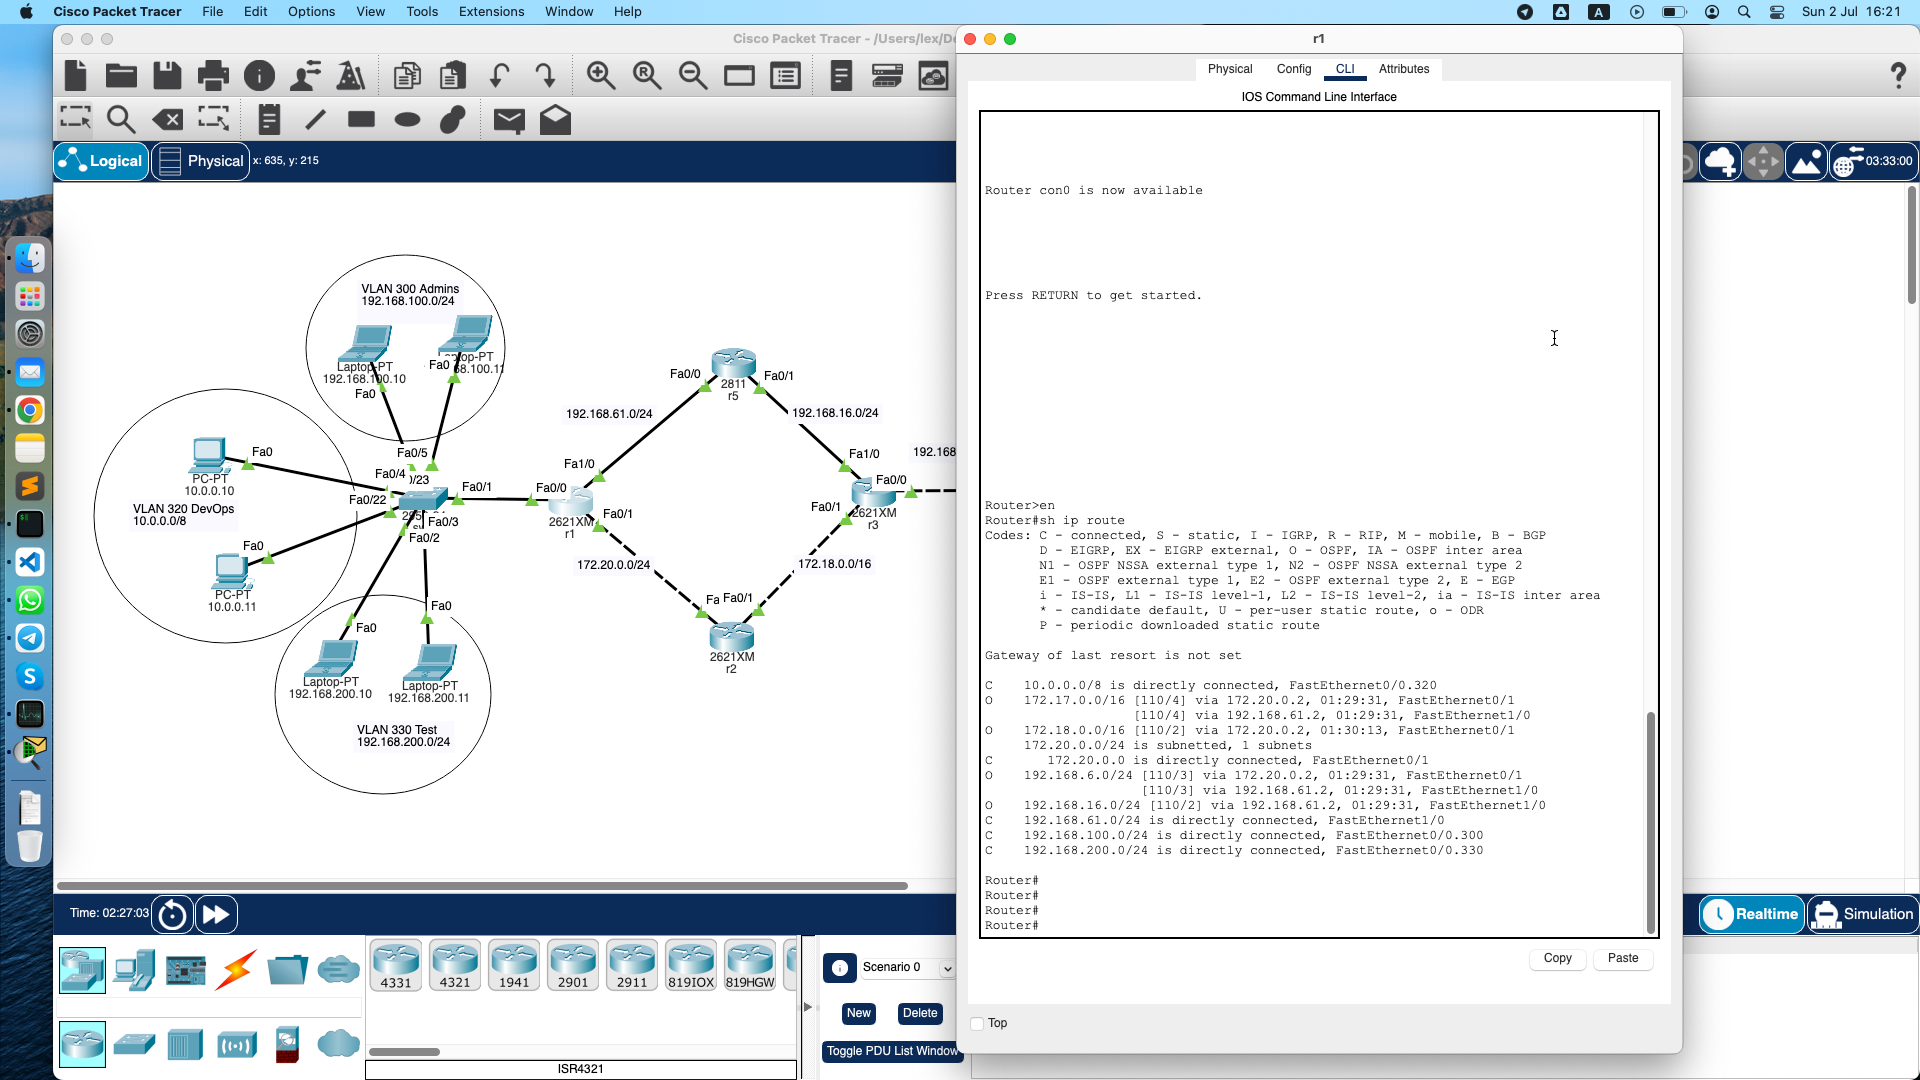 Cisco Packet Tracer File Edit Options View Tools Extensions Window Help
A
Sun 2 Jul 16:21
Cisco Packet Tracer - /Users/lex/De
Logical
Physical
x: 635, y: 215
03:33:00
VLAN 300 Admins
192.168.100.0/24
Laptop-PT
192.168.100.10
Fa0
Fa0
VLAN 320 DevOps
10.0.0.0/8
PC-PT
10.0.0.10
Fa0
PC-PT
10.0.0.11
Fa0
Fa0/5
Fa0/4
Fa0/22
Fa0/1
Fa0/3
Fa0/2
Fa0
Fa0
Laptop-PT
192.168.200.10
Laptop-PT
192.168.200.11
VLAN 330 Test
192.168.200.0/24
Fa0/0
Fa1/0
Fa0/1
2621XM
r1
192.168.61.0/24
Fa0/0
Fa0/1
2811
r5
192.168.16.0/24
Fa1/0
Fa0/0
Fa0/1
2621XM
r3
192.168
172.20.0.0/24
172.18.0.0/16
Fa
Fa0/1
2621XM
r2
Time: 02:27:03
4331
4321
1941
2901
2911
819IOX
819HGW
ISR4321
Scenario 0
New
Delete
Toggle PDU List Window
Realtime
Simulation
r1
Physical Config CLI Attributes
IOS Command Line Interface
Router con0 is now available
Press RETURN to get started.
Router>en
Router#sh ip route
Codes: C - connected, S - static, I - IGRP, R - RIP, M - mobile, B - BGP
D - EIGRP, EX - EIGRP external, O - OSPF, IA - OSPF inter area
N1 - OSPF NSSA external type 1, N2 - OSPF NSSA external type 2
E1 - OSPF external type 1, E2 - OSPF external type 2, E - EGP
i - IS-IS, L1 - IS-IS level-1, L2 - IS-IS level-2, ia - IS-IS inter area
* - candidate default, U - per-user static route, o - ODR
P - periodic downloaded static route
Gateway of last resort is not set
C 10.0.0.0/8 is directly connected, FastEthernet0/0.320
O 172.17.0.0/16 [110/4] via 172.20.0.2, 01:29:31, FastEthernet0/1
[110/4] via 192.168.61.2, 01:29:31, FastEthernet1/0
O 172.18.0.0/16 [110/2] via 172.20.0.2, 01:30:13, FastEthernet0/1
172.20.0.0/24 is subnetted, 1 subnets
C 172.20.0.0 is directly connected, FastEthernet0/1
O 192.168.6.0/24 [110/3] via 172.20.0.2, 01:29:31, FastEthernet0/1
[110/3] via 192.168.61.2, 01:29:31, FastEthernet1/0
O 192.168.16.0/24 [110/2] via 192.168.61.2, 01:29:31, FastEthernet1/0
C 192.168.61.0/24 is directly connected, FastEthernet1/0
C 192.168.100.0/24 is directly connected, FastEthernet0/0.300
C 192.168.200.0/24 is directly connected, FastEthernet0/0.330
Router#
Router#
Router#
Router#
Copy
Paste
Top